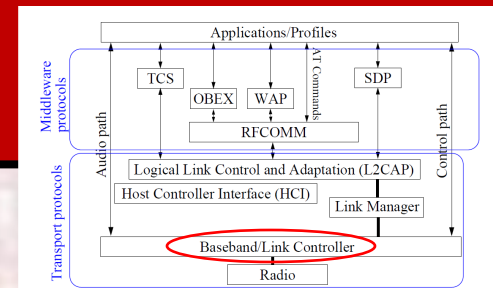 Applications/Profiles
Middleware
protocols
Audio path
TCS
OBEX
WAP
AT Commands
SDP
Control path
RFCOMM
Transport protocols
Logical Link Control and Adaptation (L2CAP)
Host Controller Interface (HCI)
Link Manager
Baseband/Link Controller
Radio